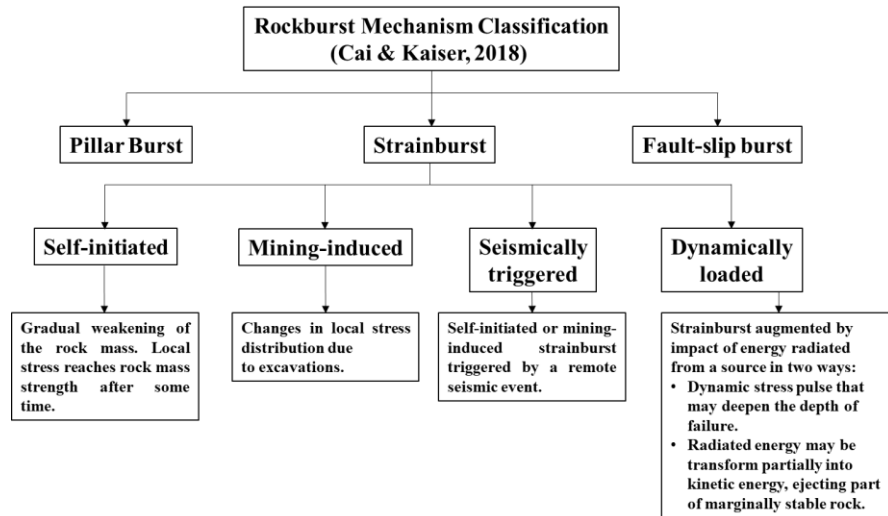 Rockburst Mechanism Classification
(Cai & Kaiser, 2018)
Pillar Burst
Strainburst
Fault-slip burst
Self-initiated
Mining-induced
Seismically
triggered
Dynamically
loaded
Gradual weakening of
the rock mass. Local
stress reaches rock mass
strength after some
time.
Changes in local stress
distribution due
to excavations.
Self-initiated or mining-
induced strainburst
triggered by a remote
seismic event.
Strainburst augmented by
impact of energy radiated
from a source in two ways:
• Dynamic stress pulse that
may deepen the depth of
failure.
• Radiated energy may be
transform partially into
kinetic energy, ejecting part
of marginally stable rock.